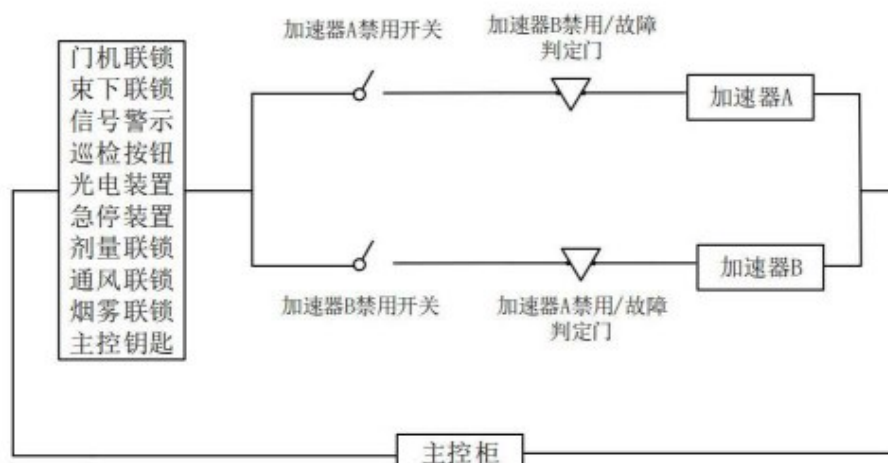 加速器A禁用开关
加速器B禁用/故障
判定门
门机联锁
束下联锁
信号警示
巡检按钮
光电装置
急停装置
剂量联锁
通风联锁
烟雾联锁
主控钥匙
加速器A
加速器B
加速器B禁用开关
加速器A禁用/故障
判定门
主控柜